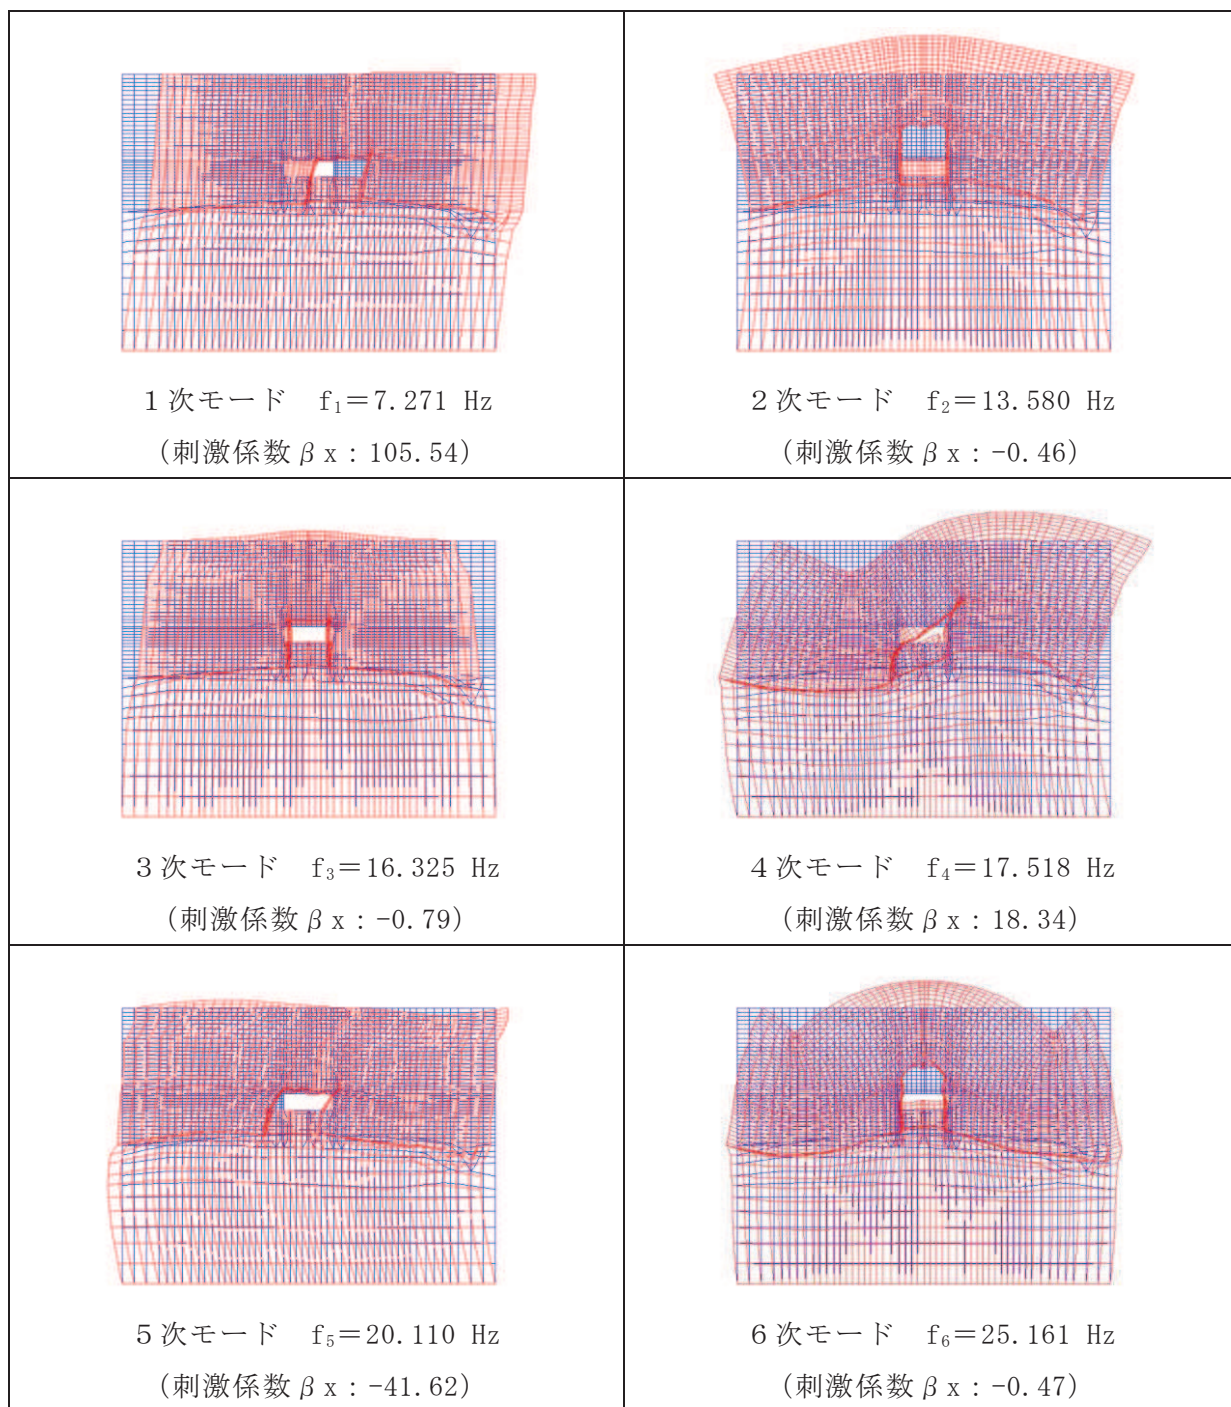 1次モード f₁＝7.271 Hz
(刺激係数βx：105.54)
2次モード f₂＝13.580 Hz
(刺激係数βx：-0.46)
3次モード f₃＝16.325 Hz
(刺激係数βx：-0.79)
4次モード f₄＝17.518 Hz
(刺激係数βx：18.34)
5次モード f₅＝20.110 Hz
(刺激係数βx：-41.62)
6次モード f₆＝25.161 Hz
(刺激係数βx：-0.47)